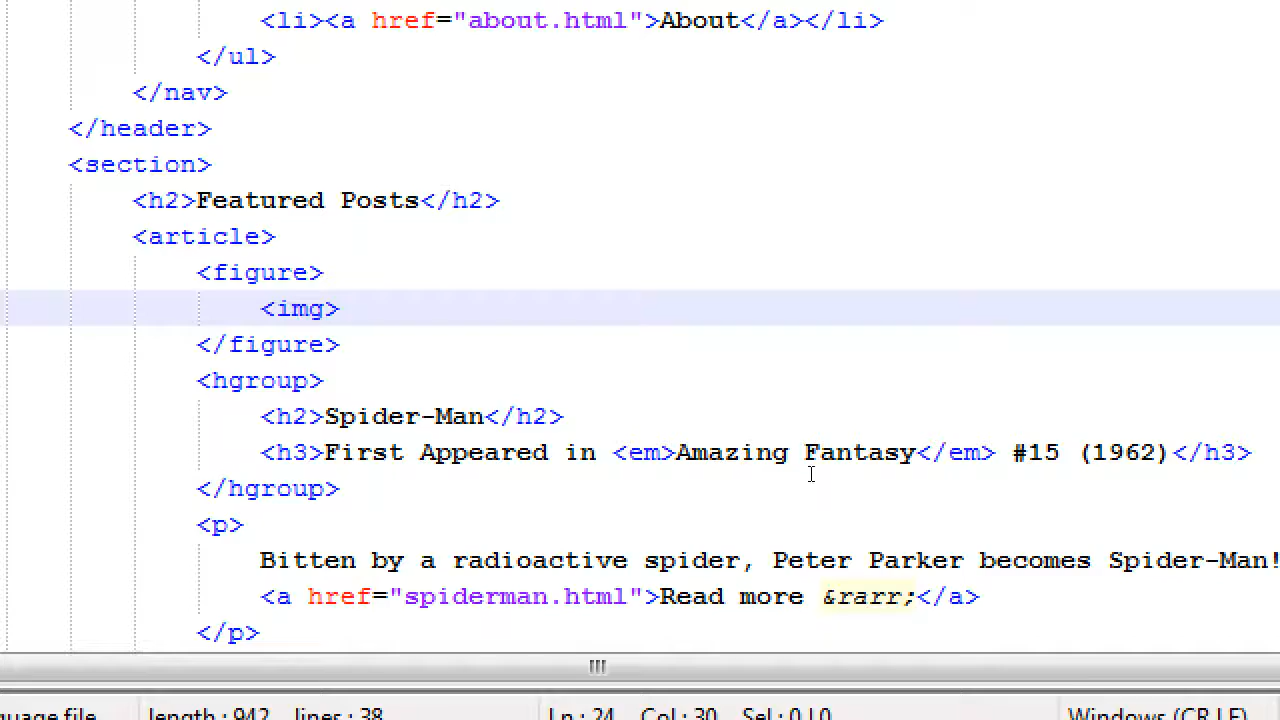 <li><a href="about.html">About</a></li>
</ul>
</nav>
</header>
<section>
<h2>Featured Posts</h2>
<article>
<figure>
<img>
</figure>
<hgroup>
<h2>Spider-Man</h2>
<h3>First Appeared in <em>Amazing Fantasy</em> #15 (1962)</h3>
</hgroup>
<p>
Bitten by a radioactive spider, Peter Parker becomes Spider-Man!
<a href="spiderman.html">Read more &rarr;</a>
</p>
file length : 942 lines : 38 Ln : 24 Col : 30 Sel : 0 | 0 Windows (CR LF)